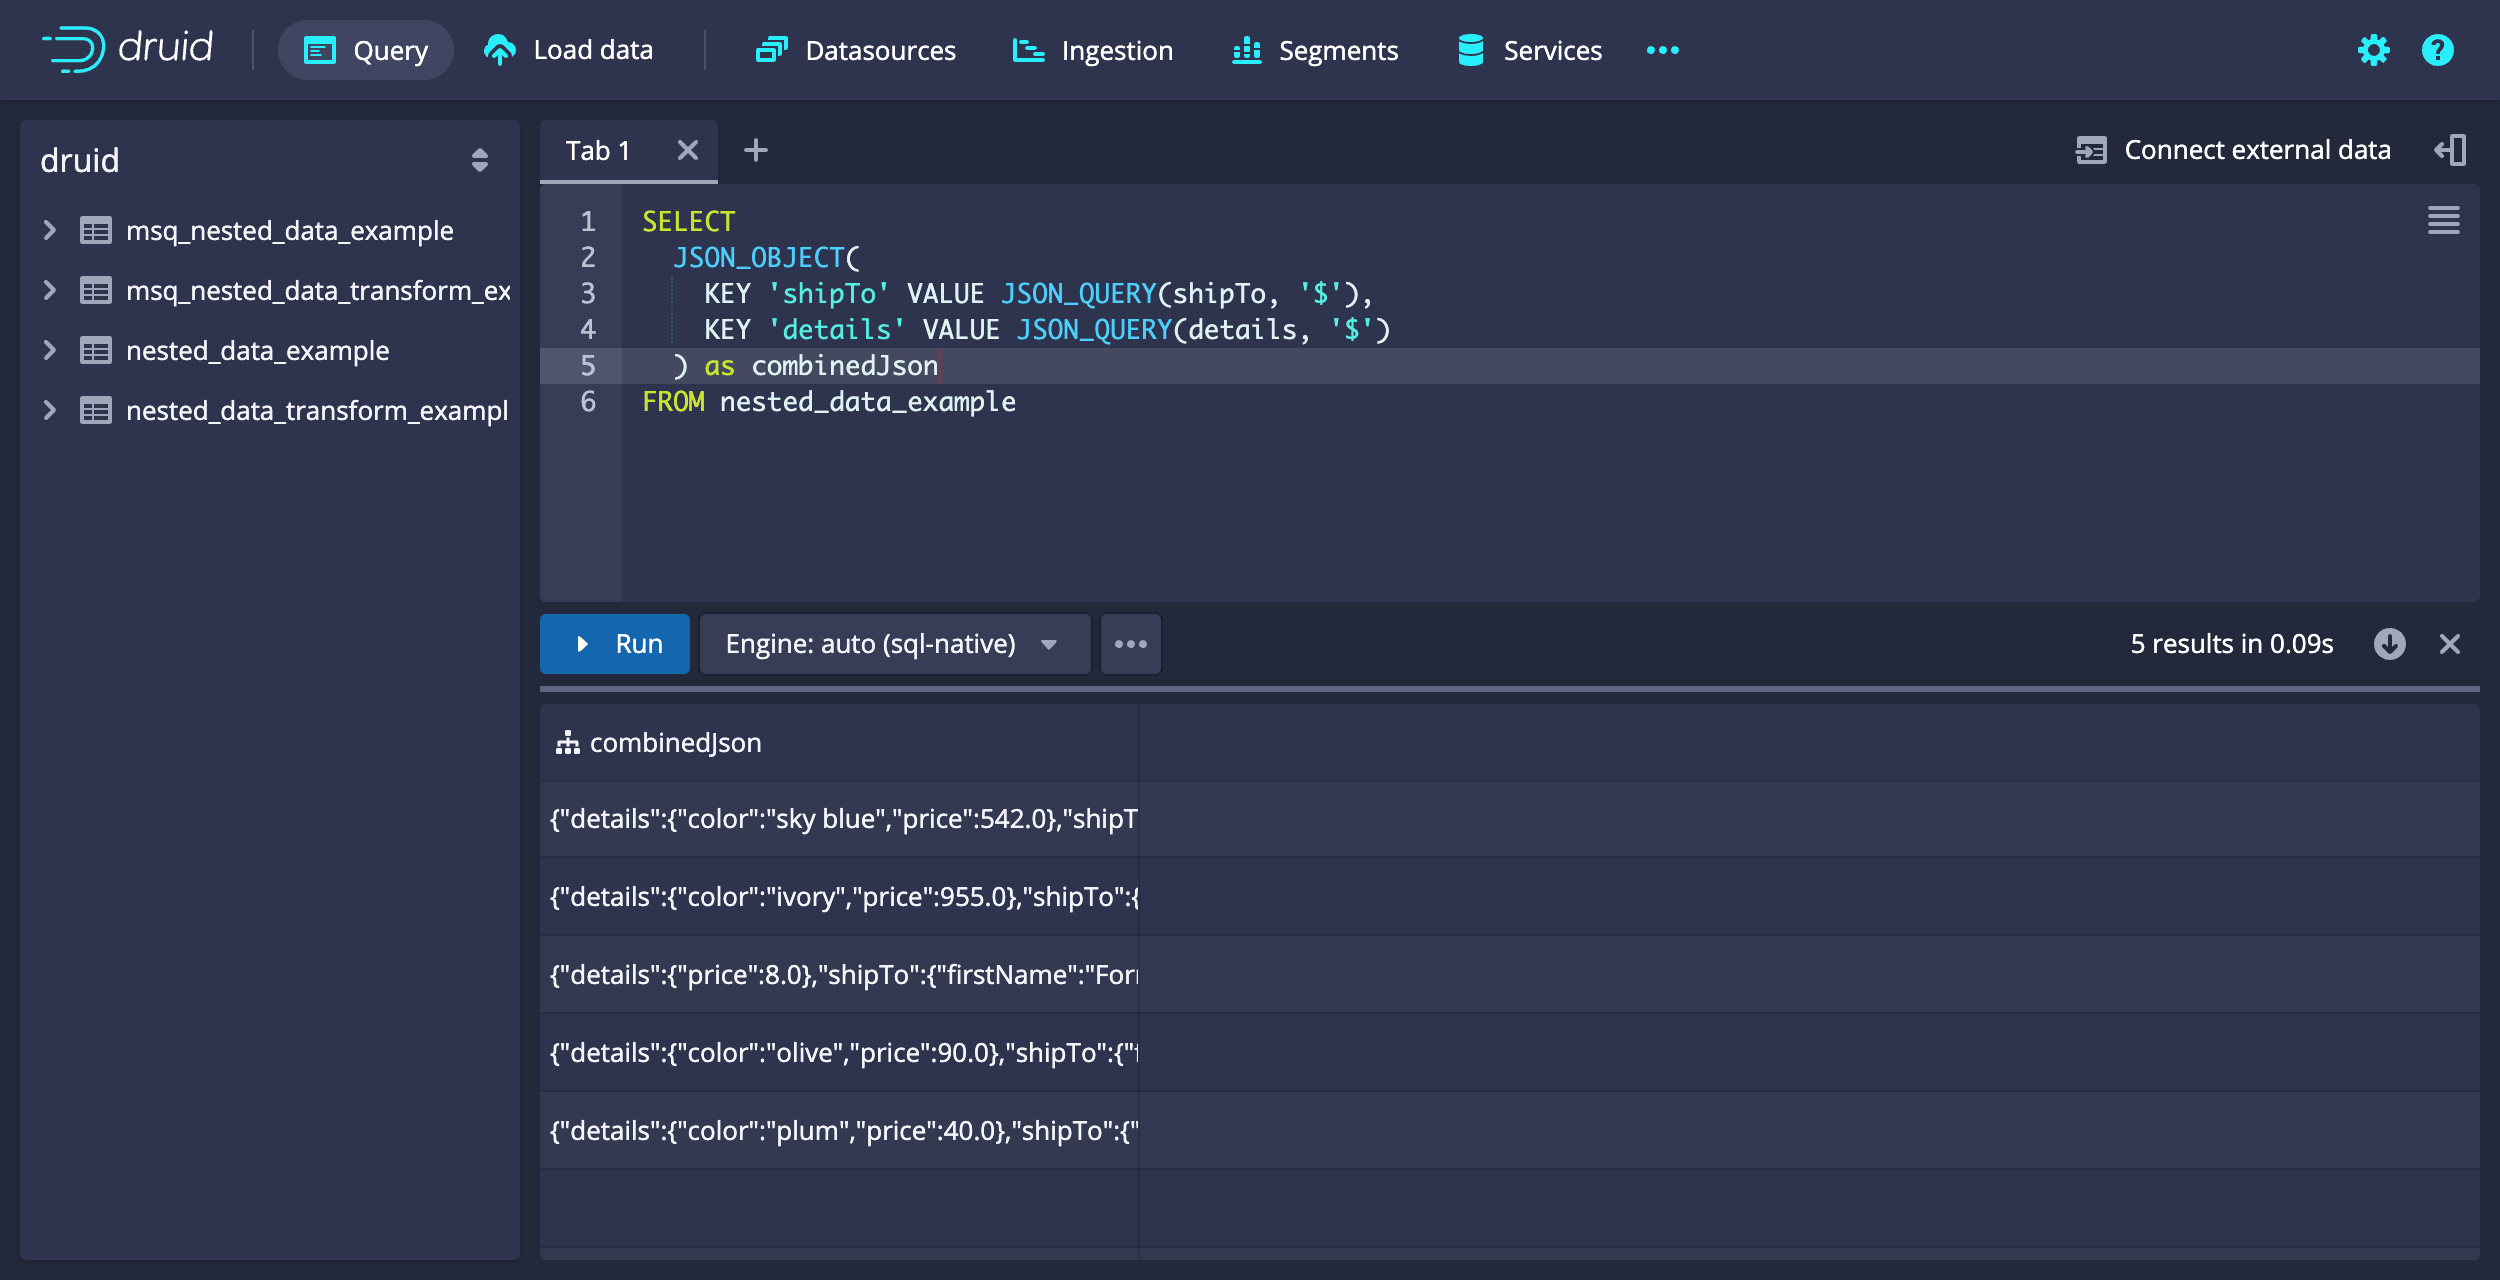 druid
Query
Load data
Datasources
Ingestion
Segments
Services
druid
msq_nested_data_example
msq_nested_data_transform_ex
nested_data_example
nested_data_transform_exampl
Tab 1
Connect external data
1 SELECT
2 JSON_OBJECT(
3 KEY 'shipTo' VALUE JSON_QUERY(shipTo, '$'),
4 KEY 'details' VALUE JSON_QUERY(details, '$')
5 ) as combinedJson
6 FROM nested_data_example
Run
Engine: auto (sql-native)
5 results in 0.09s
combinedJson
{"details":{"color":"sky blue","price":542.0},"shipT
{"details":{"color":"ivory","price":955.0},"shipTo":{
{"details":{"price":8.0},"shipTo":{"firstName":"For
{"details":{"color":"olive","price":90.0},"shipTo":{"
{"details":{"color":"plum","price":40.0},"shipTo":{"